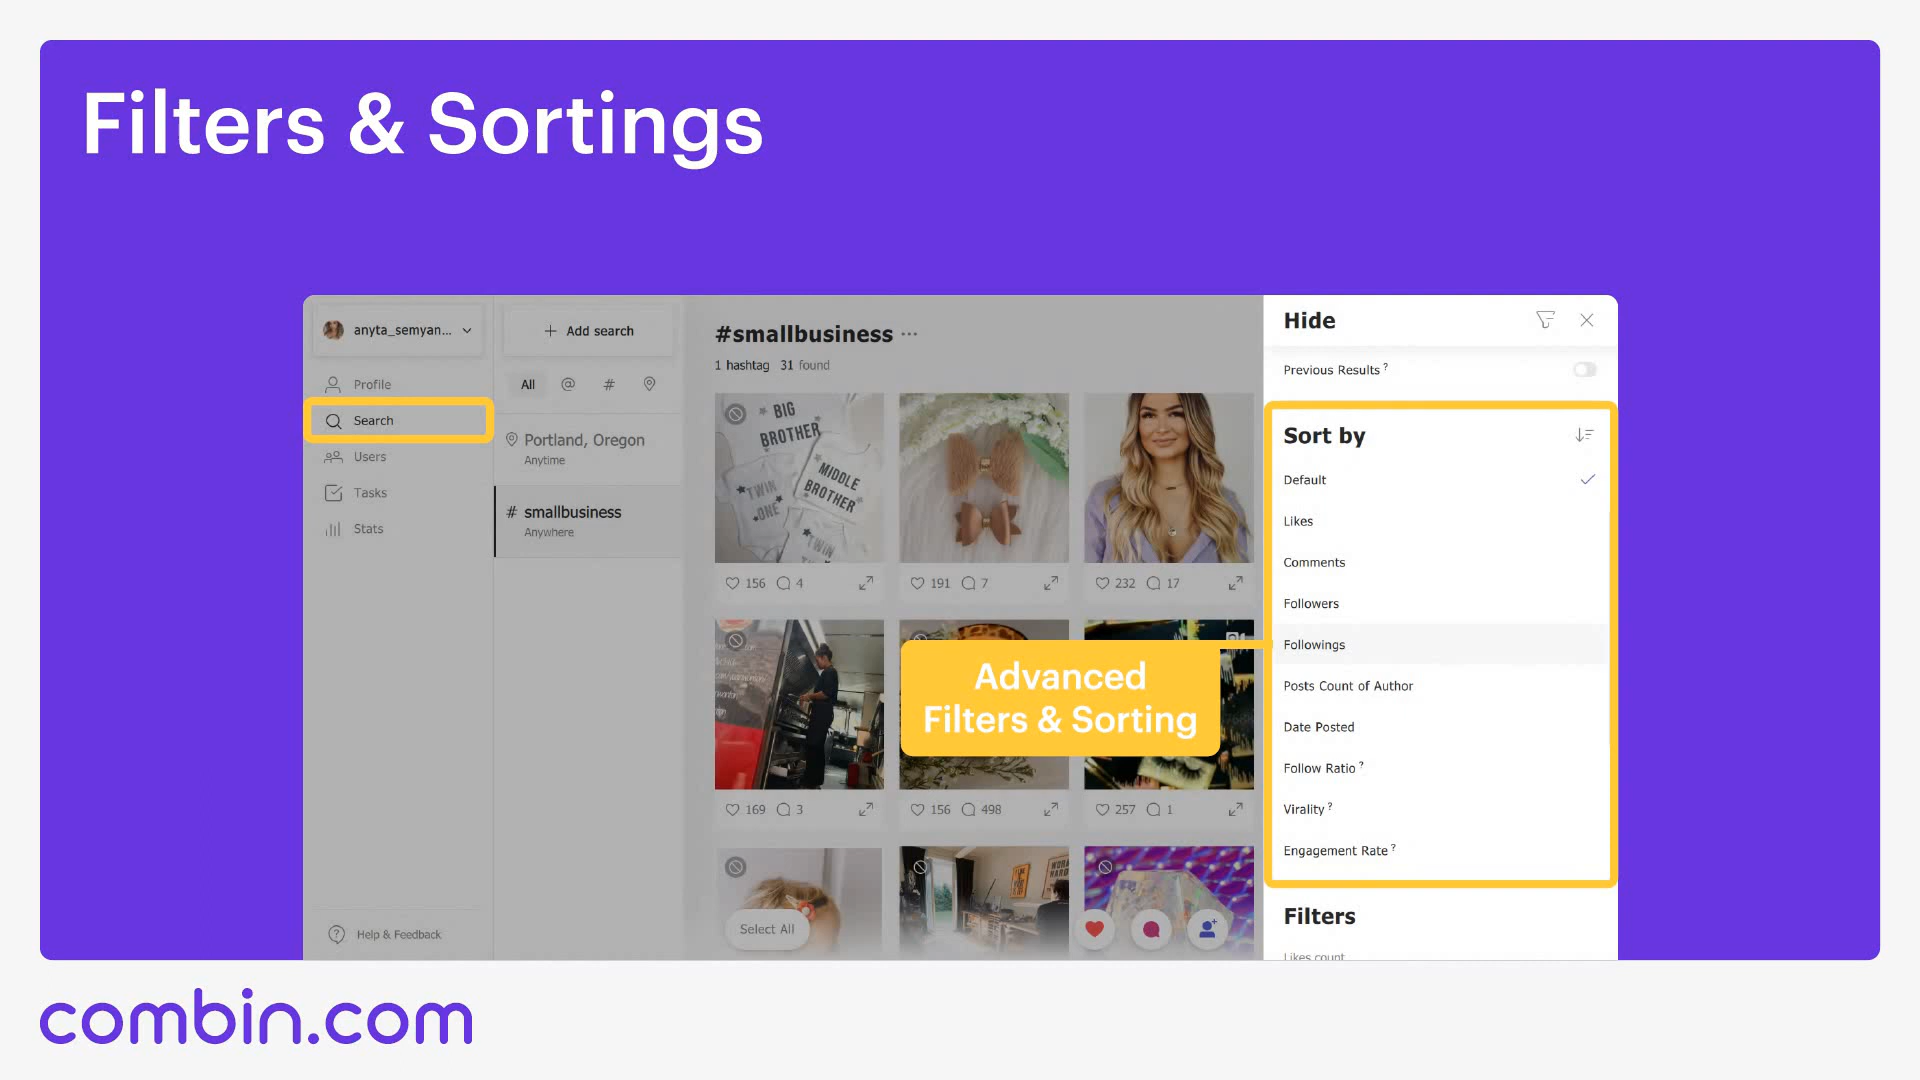 Filters & Sortings
anyta_semyan...
Profile
Search
Users
Tasks
Stats
Help & Feedback
+ Add search
All @ #
Portland, Oregon
Anytime
# smallbusiness
Anywhere
#smallbusiness ...
1 hashtag 31 found
BIG
BROTHER
MIDDLE
BROTHER
TWIN
ONE
TWIN
156 4
191 7
232 17
169 3
156 498
257 1
Select All
Advanced
Filters & Sorting
Hide
Previous Results ?
Sort by
Default
Likes
Comments
Followers
Followings
Posts Count of Author
Date Posted
Follow Ratio ?
Virality ?
Engagement Rate ?
Filters
Likes count
combin.com